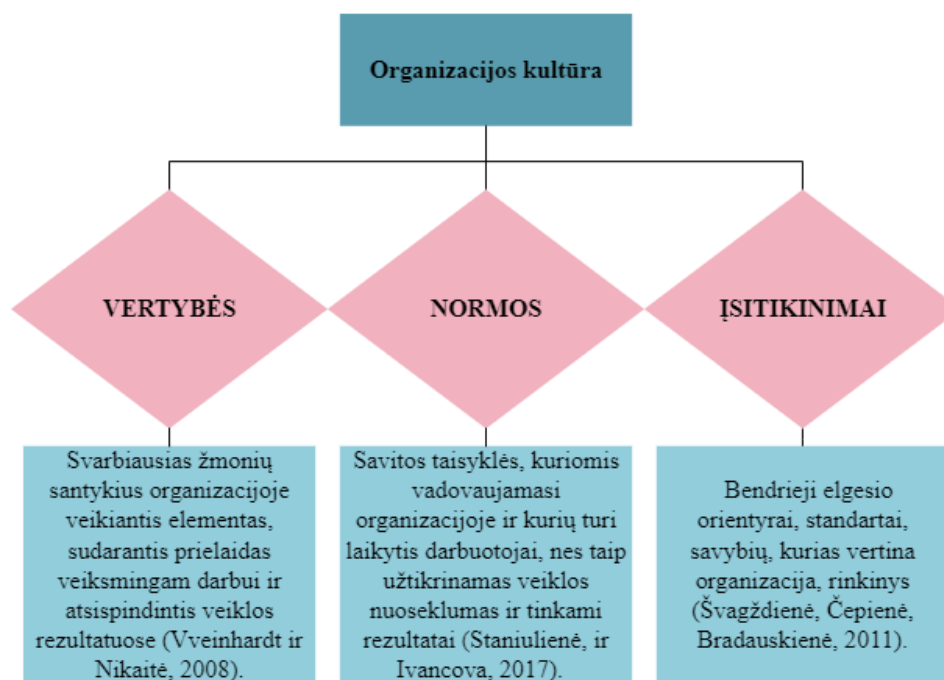 Organizacijos kultūra
VERTYBĖS
NORMOS
ĮSITIKINIMAI
Svarbiausias žmonių
santykius organizacijoje
veikiantis elementas,
sudarantis prielaidas
veiksmingam darbui ir
atsispindintis veiklos
rezultatuose (Vveinhardt ir
Nikaitė, 2008).
Savitos taisyklės, kuriomis
vadovaujamasi
organizacijoje ir kurių turi
laikytis darbuotojai, nes taip
užtikrinamas veiklos
nuoseklumas ir tinkami
rezultatai (Staniulienė, ir
Ivancova, 2017).
Bendrieji elgesio
orientyrai, standartai,
savybių, kurias vertina
organizacija, rinkinys
(Švagždienė, Čepienė,
Bradauskienė, 2011).